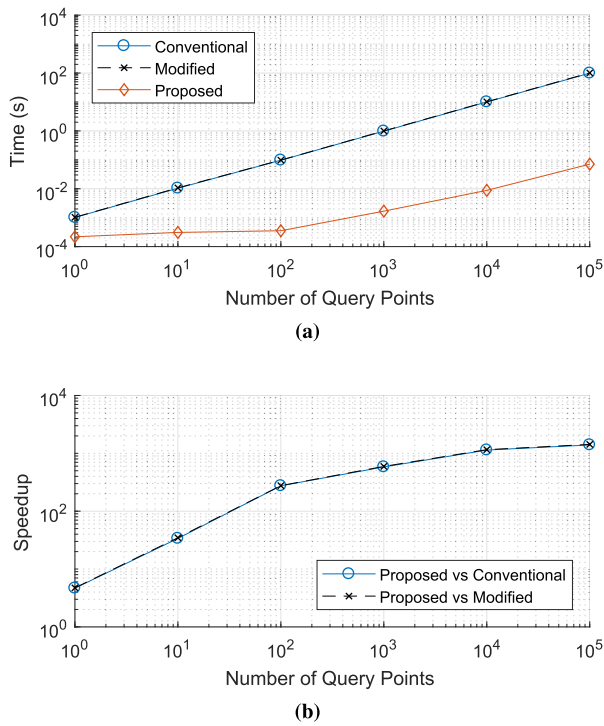 10^4
10^2
10^0
10^-2
10^-4
Time (s)
Conventional
Modified
Proposed
10^0 10^1 10^2 10^3 10^4 10^5
Number of Query Points
(a)
10^4
10^2
10^0
Speedup
Proposed vs Conventional
Proposed vs Modified
10^0 10^1 10^2 10^3 10^4 10^5
Number of Query Points
(b)